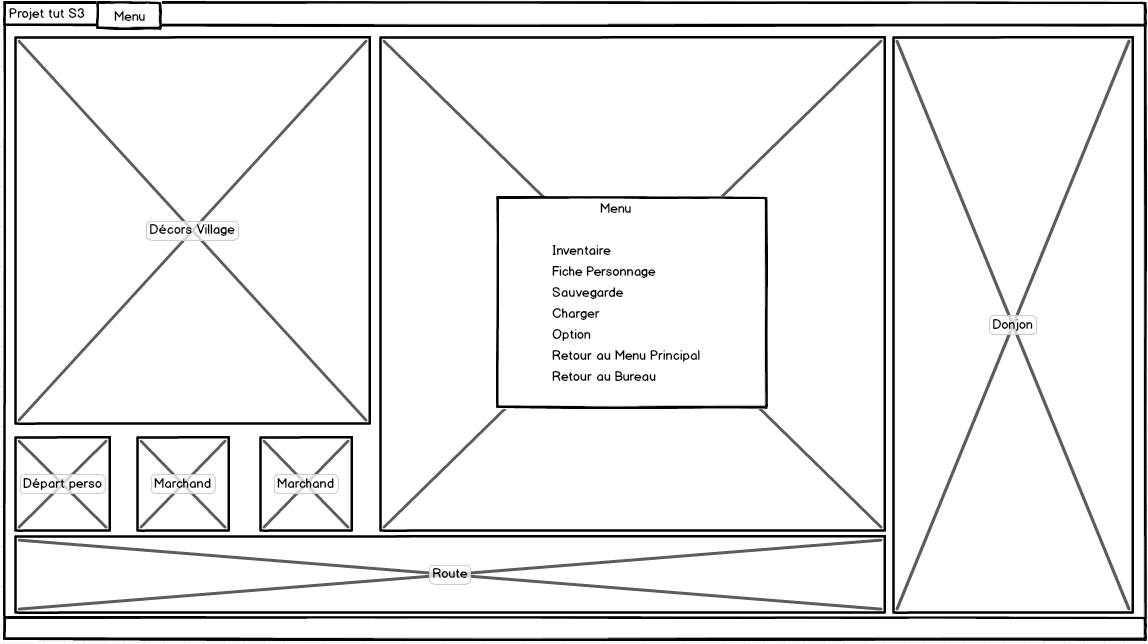 Projet tut S3
Menu
Décors Village
Menu
Inventaire
Fiche Personnage
Sauvegarde
Charger
Option
Retour au Menu Principal
Retour au Bureau
Donjon
Départ perso
Marchand
Marchand
Route